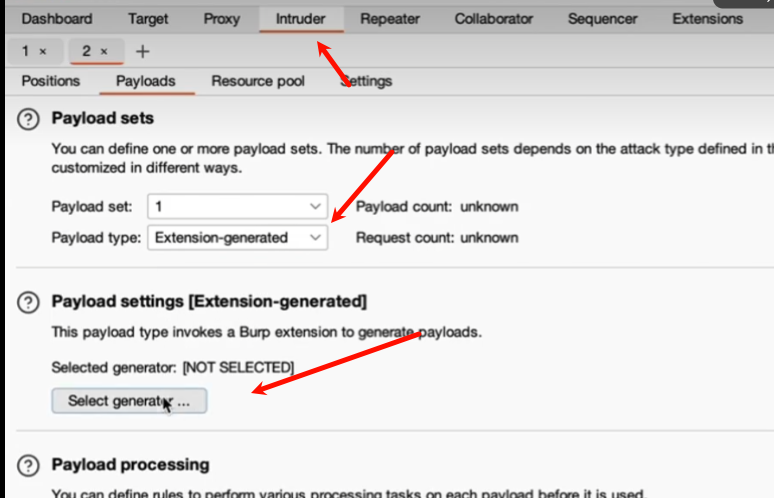 Dashboard Target Proxy Intruder Repeater Collaborator Sequencer Extensions
1 × 2 × +
Positions Payloads Resource pool Settings
? Payload sets
You can define one or more payload sets. The number of payload sets depends on the attack type defined in
customized in different ways.
Payload set: 1 Payload count: unknown
Payload type: Extension-generated Request count: unknown
? Payload settings [Extension-generated]
This payload type invokes a Burp extension to generate payloads.
Selected generator: [NOT SELECTED]
Select generator ...
? Payload processing
You can define rules to perform various processing tasks on each payload before it is used.